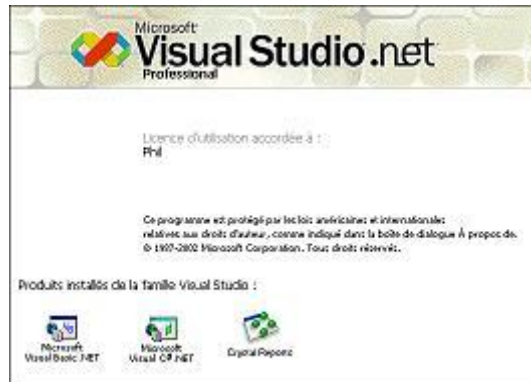 Microsoft
Visual Studio .net
Professional
Licence d'utilisation accordée à :
Phil
Ce programme est protégé par les lois américaines et internationales
relatives aux droits d'auteur, comme indiqué dans la boîte de dialogue À propos de.
© 1997-2002 Microsoft Corporation. Tous droits réservés.
Produits installés de la famille Visual Studio :
Microsoft
Visual Basic .NET
Microsoft
Visual C# .NET
Crystal Reports